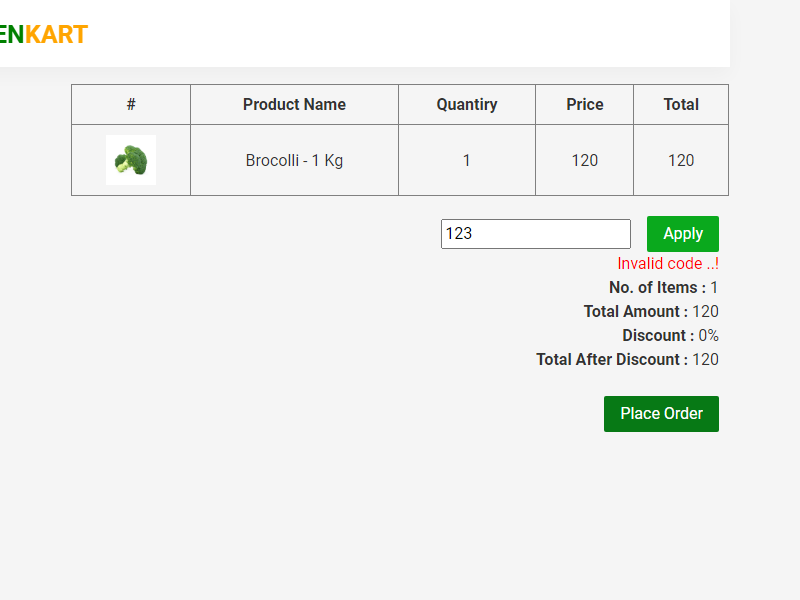 ENKART
# Product Name Quantiry Price Total
Brocolli - 1 Kg 1 120 120
123 Apply
Invalid code ..!
No. of Items : 1
Total Amount : 120
Discount : 0%
Total After Discount : 120
Place Order